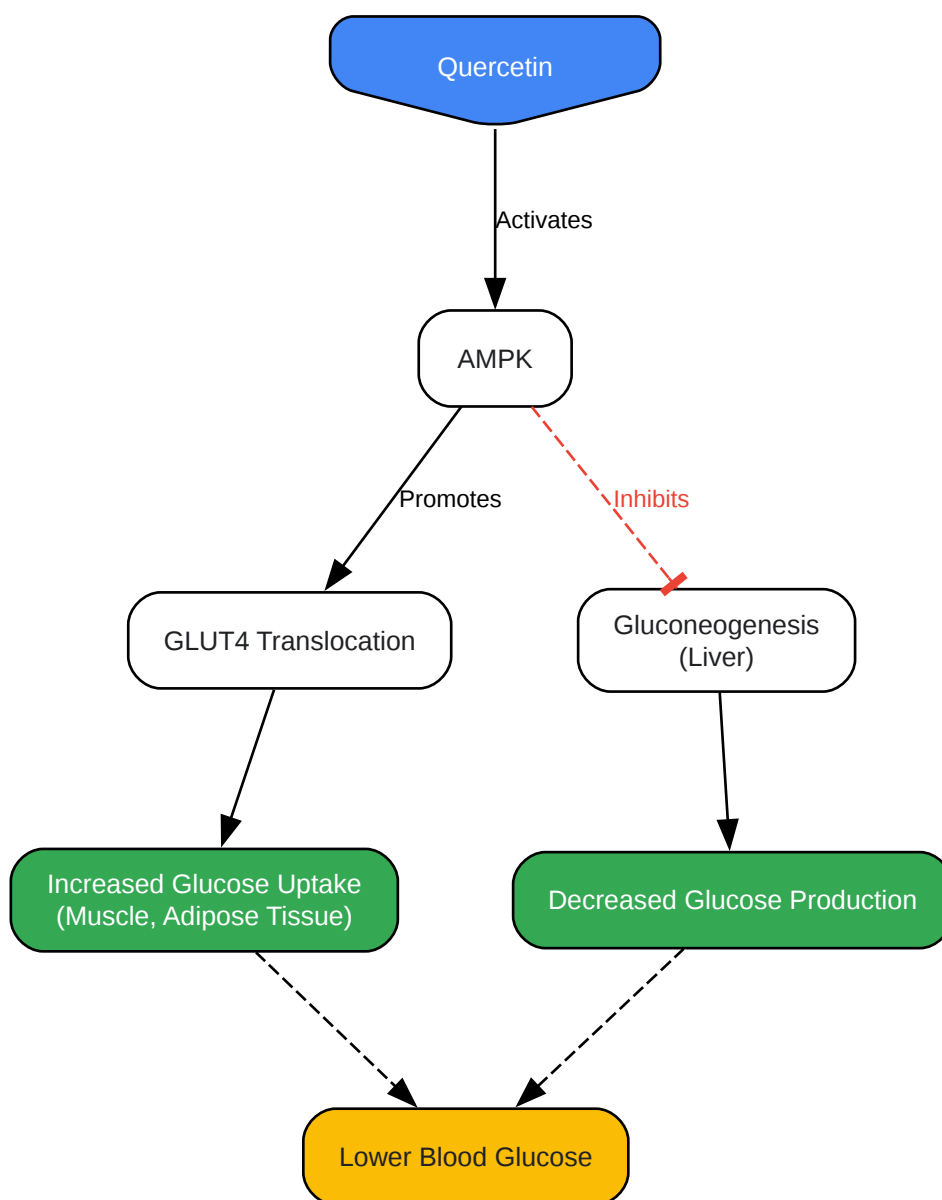 Quercetin
Activates
AMPK
Promotes
Inhibits
GLUT4 Translocation
Gluconeogenesis
(Liver)
Increased Glucose Uptake
(Muscle, Adipose Tissue)
Decreased Glucose Production
Lower Blood Glucose